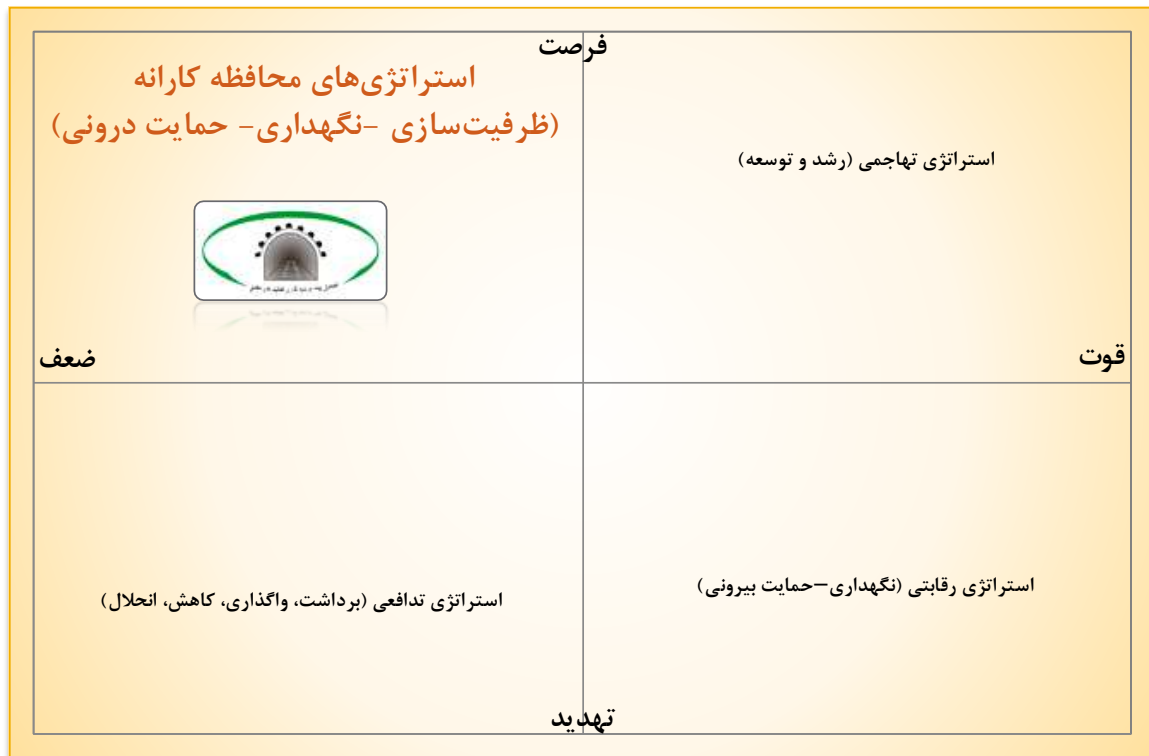 فرصت
استراتژی‌های محافظه کارانه
(ظرفیت‌سازی -نگهداری- حمایت درونی)
استراتژی تهاجمی (رشد و توسعه)
قوت
ضعف
استراتژی رقابتی (نگهداری–حمایت بیرونی)
استراتژی تدافعی (برداشت، واگذاری، کاهش، انحلال)
تهدید